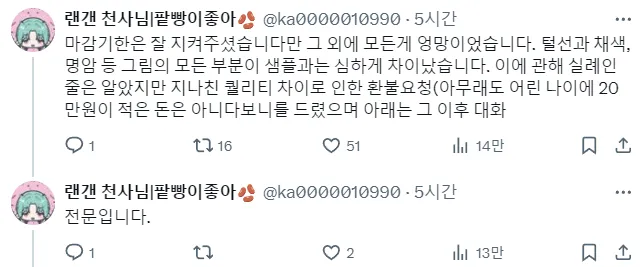 랜갠 천사님|팥빵이좋아🫘 @ka0000010990 · 5시간
마감기한은 잘 지켜주셨습니다만 그 외에 모든게 엉망이었습니다. 털선과 채색,
명암 등 그림의 모든 부분이 샘플과는 심하게 차이났습니다. 이에 관해 실례인
줄은 알았지만 지나친 퀄리티 차이로 인한 환불요청(아무래도 어린 나이에 20
만원이 적은 돈은 아니다보니를 드렸으며 아래는 그 이후 대화
1 16 51 14만
랜갠 천사님|팥빵이좋아🫘 @ka0000010990 · 5시간
전문입니다.
1 2 13만